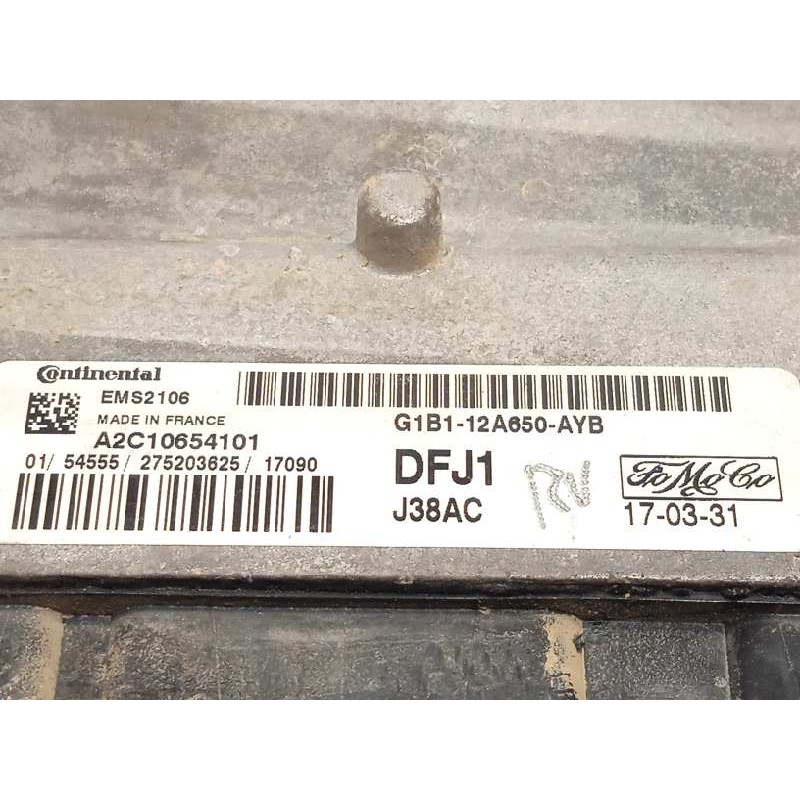 Continental
EMS2106
MADE IN FRANCE
A2C10654101
01/ 54555/ 275203625/ 17090
G1B1-12A650-AYB
DFJ1
J38AC
FoMoCo
17-03-31